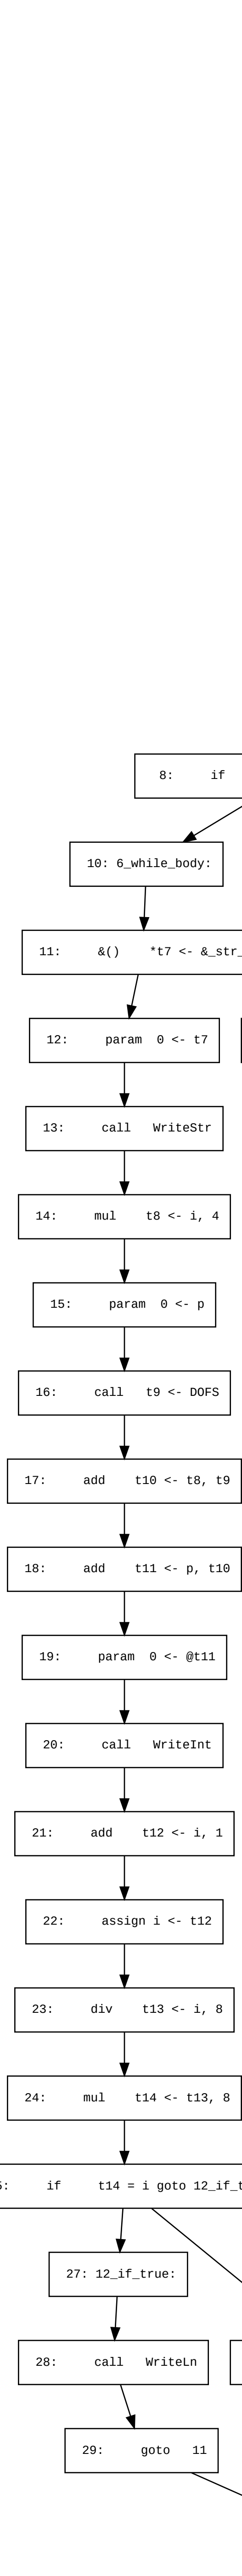 8:     if
10: 6_while_body:
11:     &()    *t7 <- &_str_
12:     param  0 <- t7
13:     call   WriteStr
14:     mul    t8 <- i, 4
15:     param  0 <- p
16:     call   t9 <- DOFS
17:     add    t10 <- t8, t9
18:     add    t11 <- p, t10
19:     param  0 <- @t11
20:     call   WriteInt
21:     add    t12 <- i, 1
22:     assign i <- t12
23:     div    t13 <- i, 8
24:     mul    t14 <- t13, 8
5:     if     t14 = i goto 12_if_t
27: 12_if_true:
28:     call   WriteLn
29:     goto   11